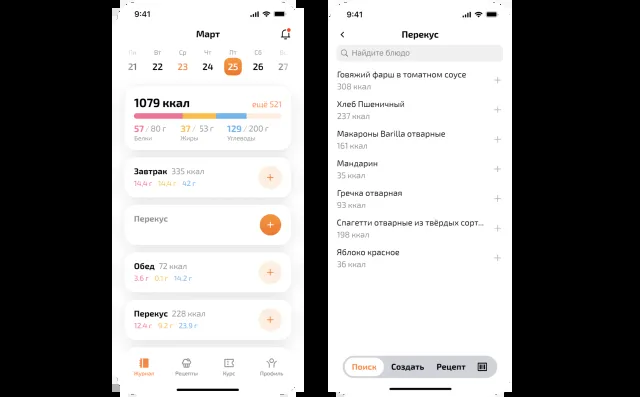 9:41
Март
Пн Вт Ср Чт Пт Сб Вс
21 22 23 24 25 26 27
1079 ккал ещё 521
57 / 80 г 37 / 53 г 129 / 200 г
Белки Жиры Углеводы
Завтрак 335 ккал
14,4 г 14,4 г 42 г
Перекус
Обед 72 ккал
3.6 г 0.1 г 14.2 г
Перекус 228 ккал
12.4 г 9.2 г 23.9 г
Журнал Рецепты Курс Профиль
9:41
Перекус
Найдите блюдо
Говяжий фарш в томатном соусе
308 ккал
Хлеб Пшеничный
237 ккал
Макароны Barilla отварные
161 ккал
Мандарин
35 ккал
Гречка отварная
93 ккал
Спагетти отварные из твёрдых сорт...
198 ккал
Яблоко красное
36 ккал
Поиск Создать Рецепт